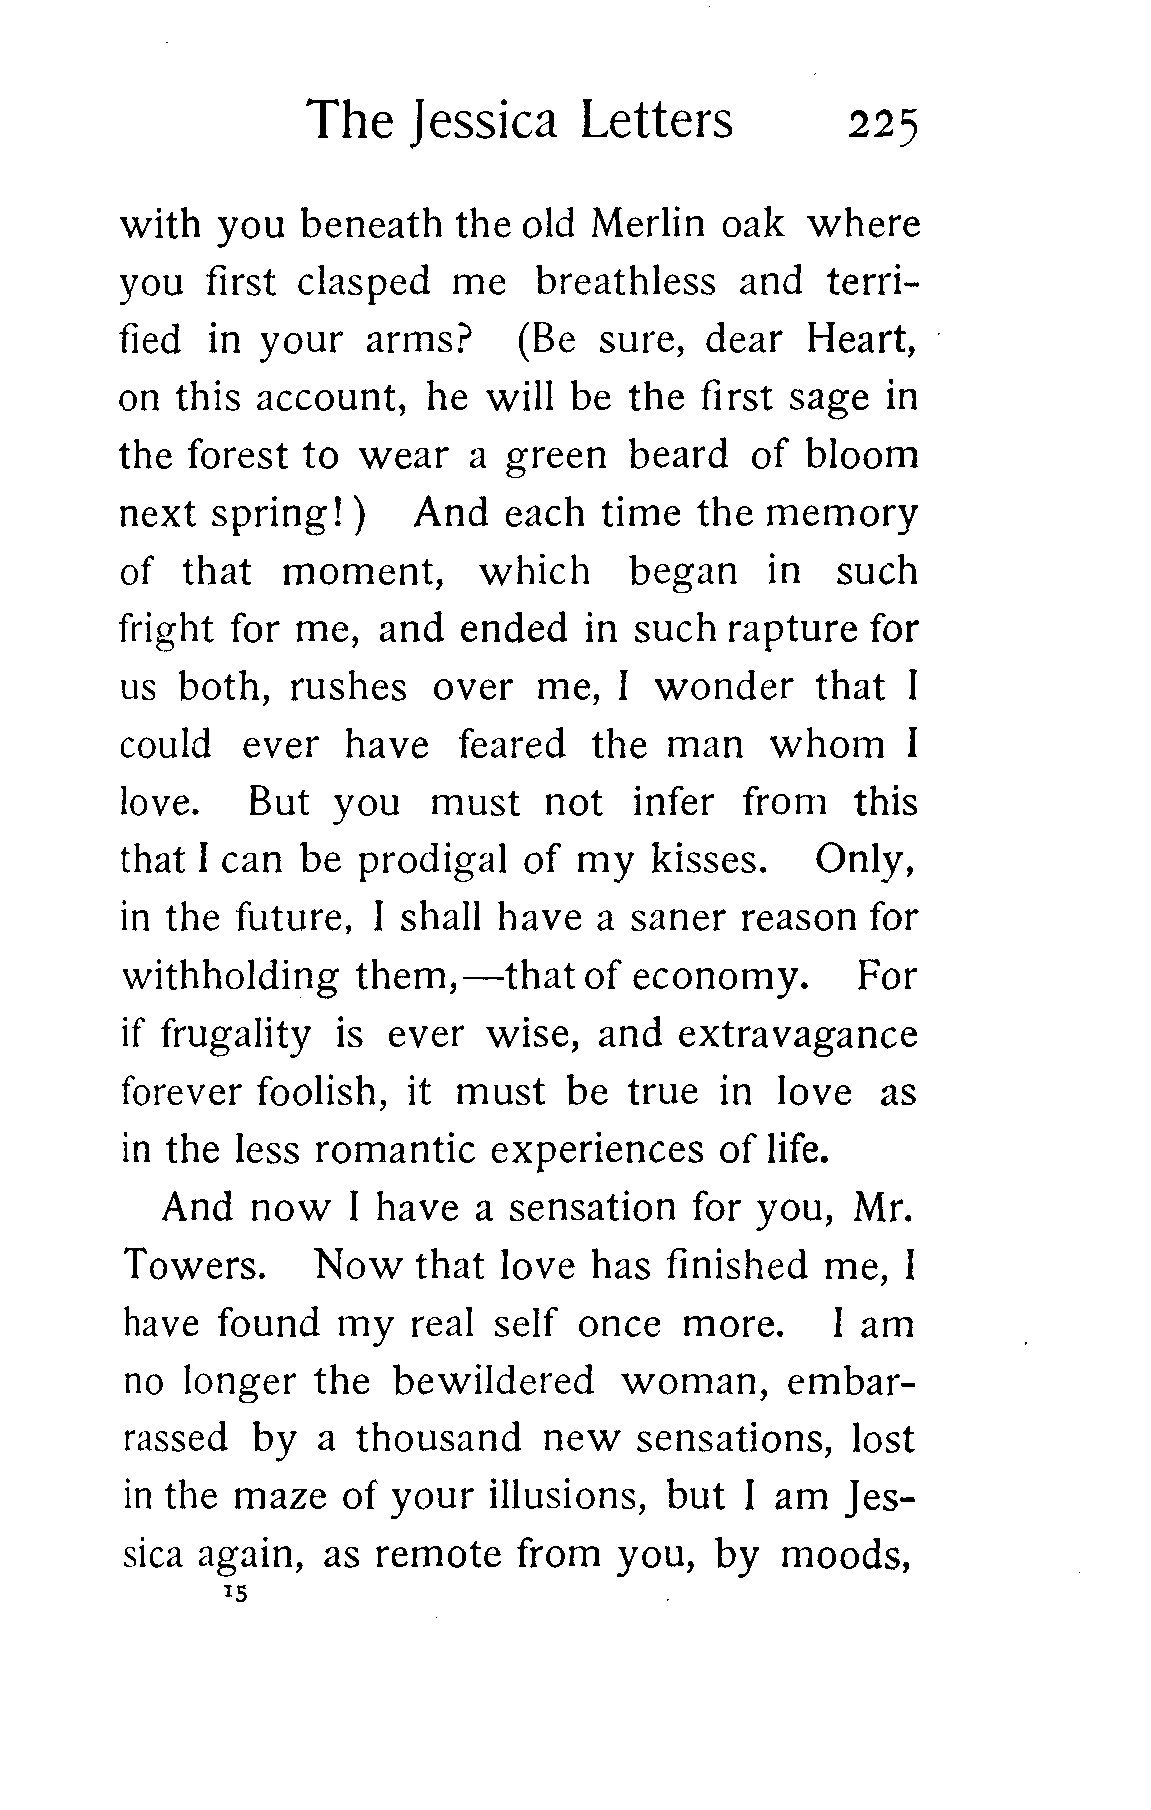 The Jessica Letters 225
with you beneath the old Merlin oak where
you first clasped me breathless and terri-
fied in your arms? (Be sure, dear Heart,
on this account, he will be the first sage in
the forest to wear a green beard of bloom
next spring!) And each time the memory
of that moment, which began in such
fright for me, and ended in such rapture for
us both, rushes over me, I wonder that I
could ever have feared the man whom I
love. But you must not infer from this
that I can be prodigal of my kisses. Only,
in the future, I shall have a saner reason for
withholding them,—that of economy. For
if frugality is ever wise, and extravagance
forever foolish, it must be true in love as
in the less romantic experiences of life.
And now I have a sensation for you, Mr.
Towers. Now that love has finished me, I
have found my real self once more. I am
no longer the bewildered woman, embar-
rassed by a thousand new sensations, lost
in the maze of your illusions, but I am Jes-
sica again, as remote from you, by moods,
15